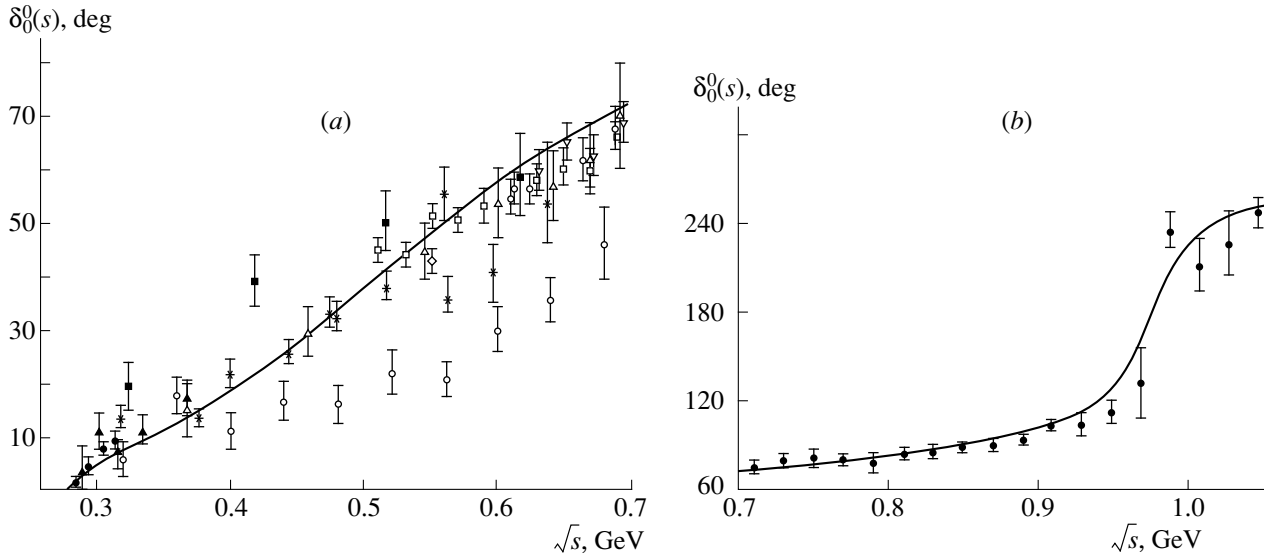 δ⁰₀(s), deg
(a)
70
50
30
10
0.3 0.4 0.5 0.6 0.7
√s, GeV
δ⁰₀(s), deg
(b)
240
180
120
60
0.7 0.8 0.9 1.0
√s, GeV